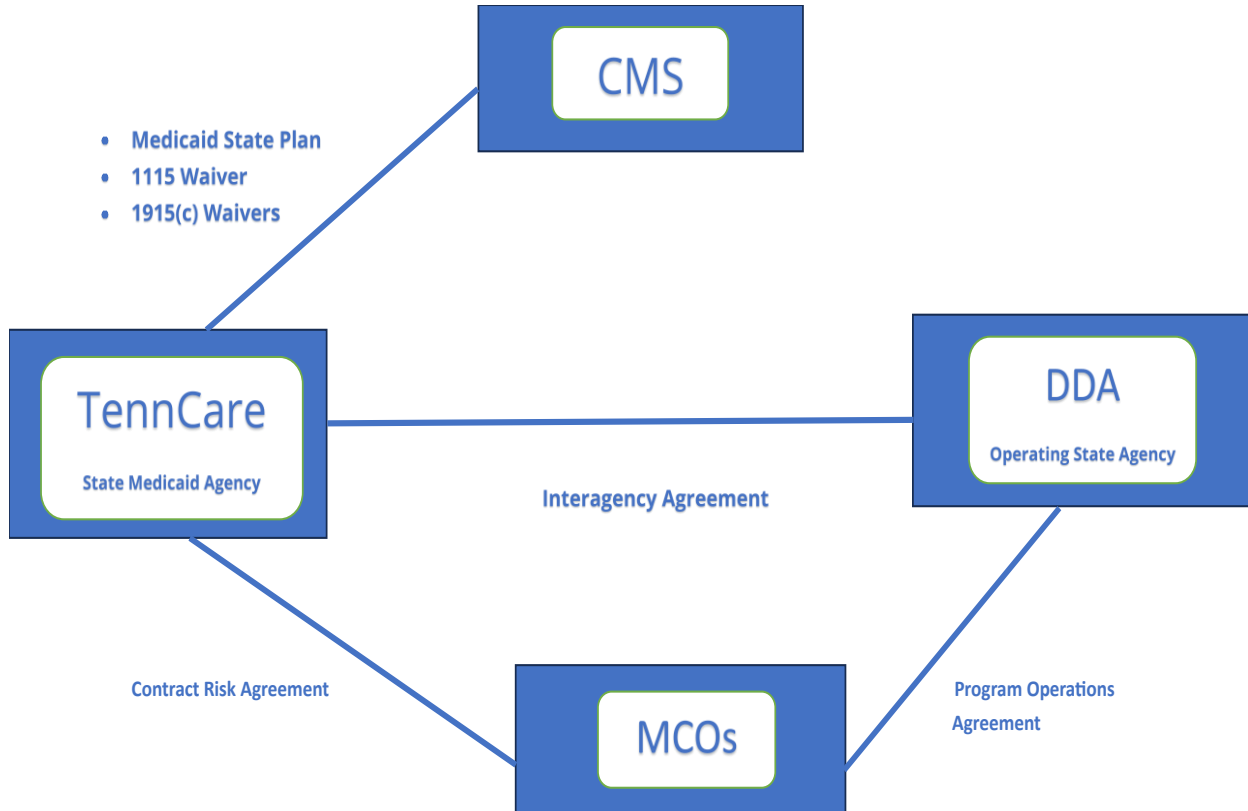 CMS
• Medicaid State Plan
• 1115 Waiver
• 1915(c) Waivers
TennCare
State Medicaid Agency
DDA
Operating State Agency
Interagency Agreement
Contract Risk Agreement
Program Operations
Agreement
MCOs